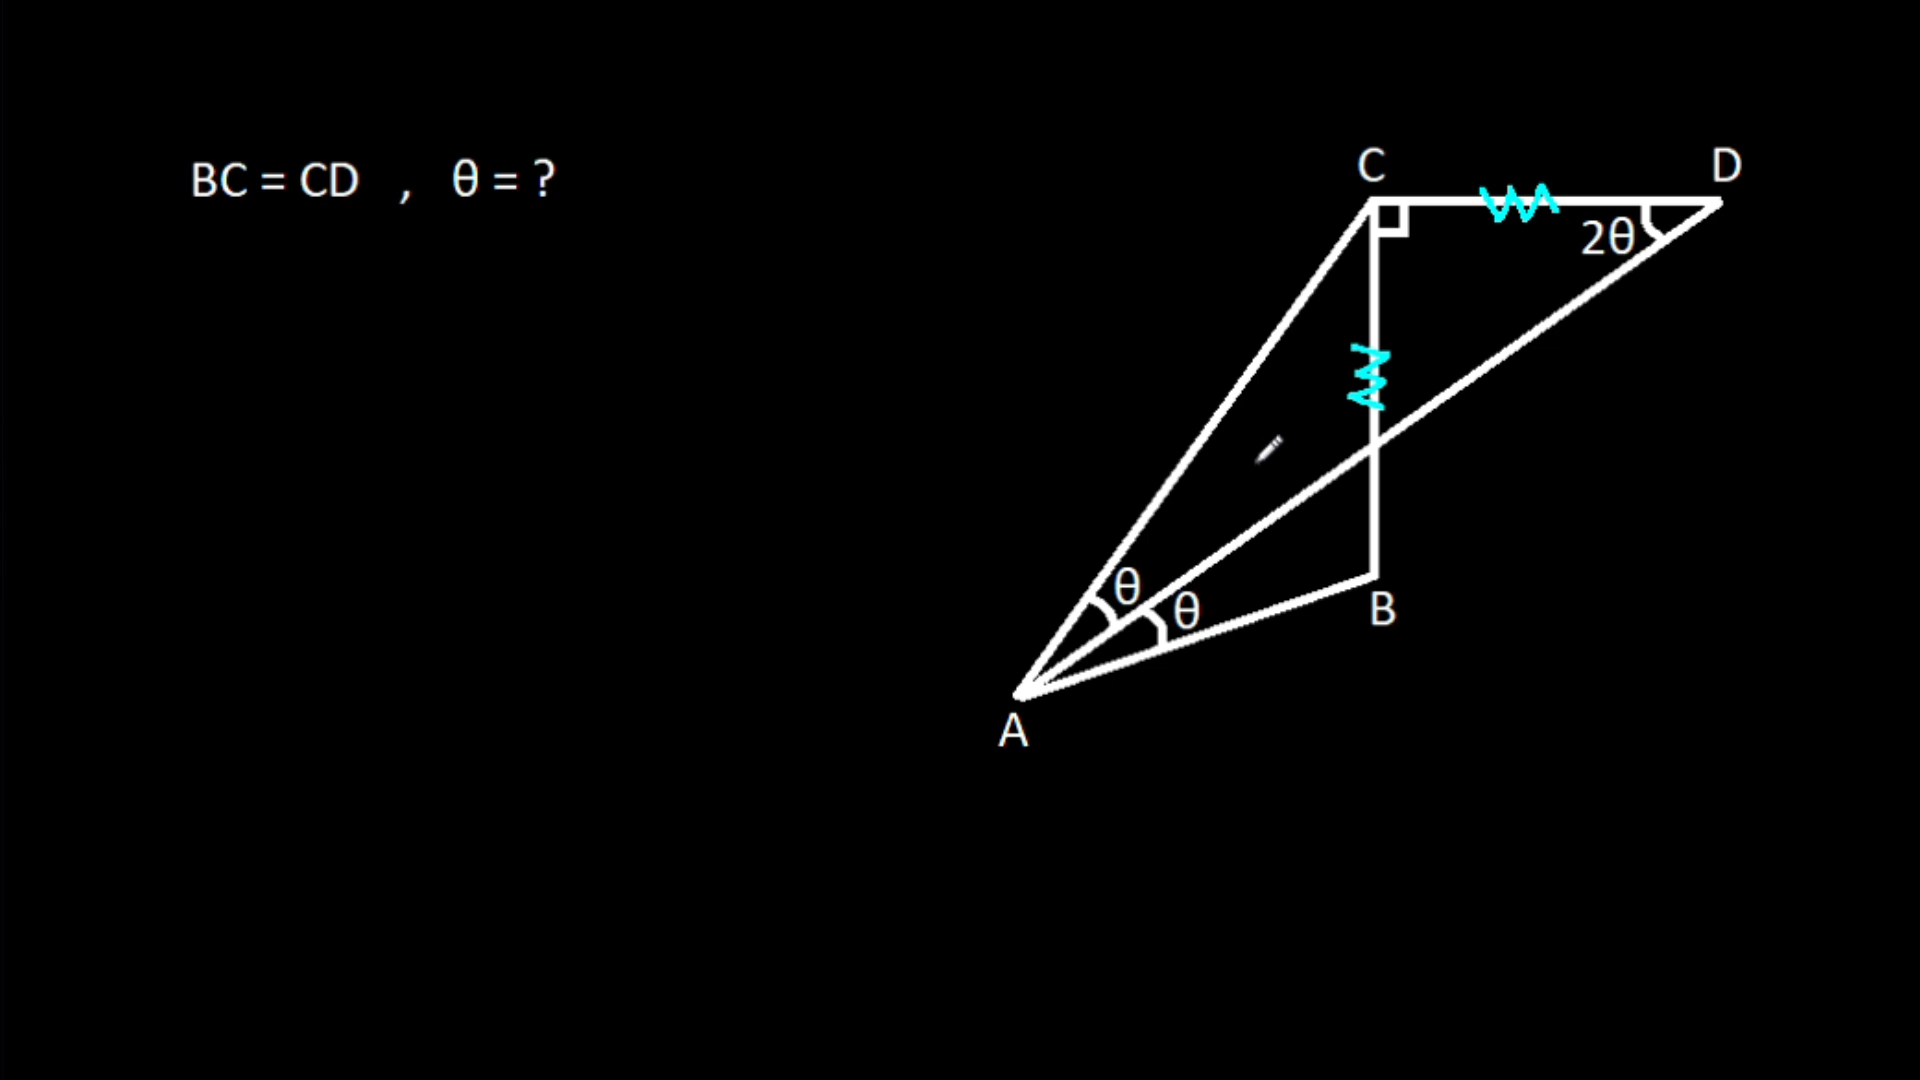 BC = CD , θ = ?
C
D
2θ
θ
θ
B
A